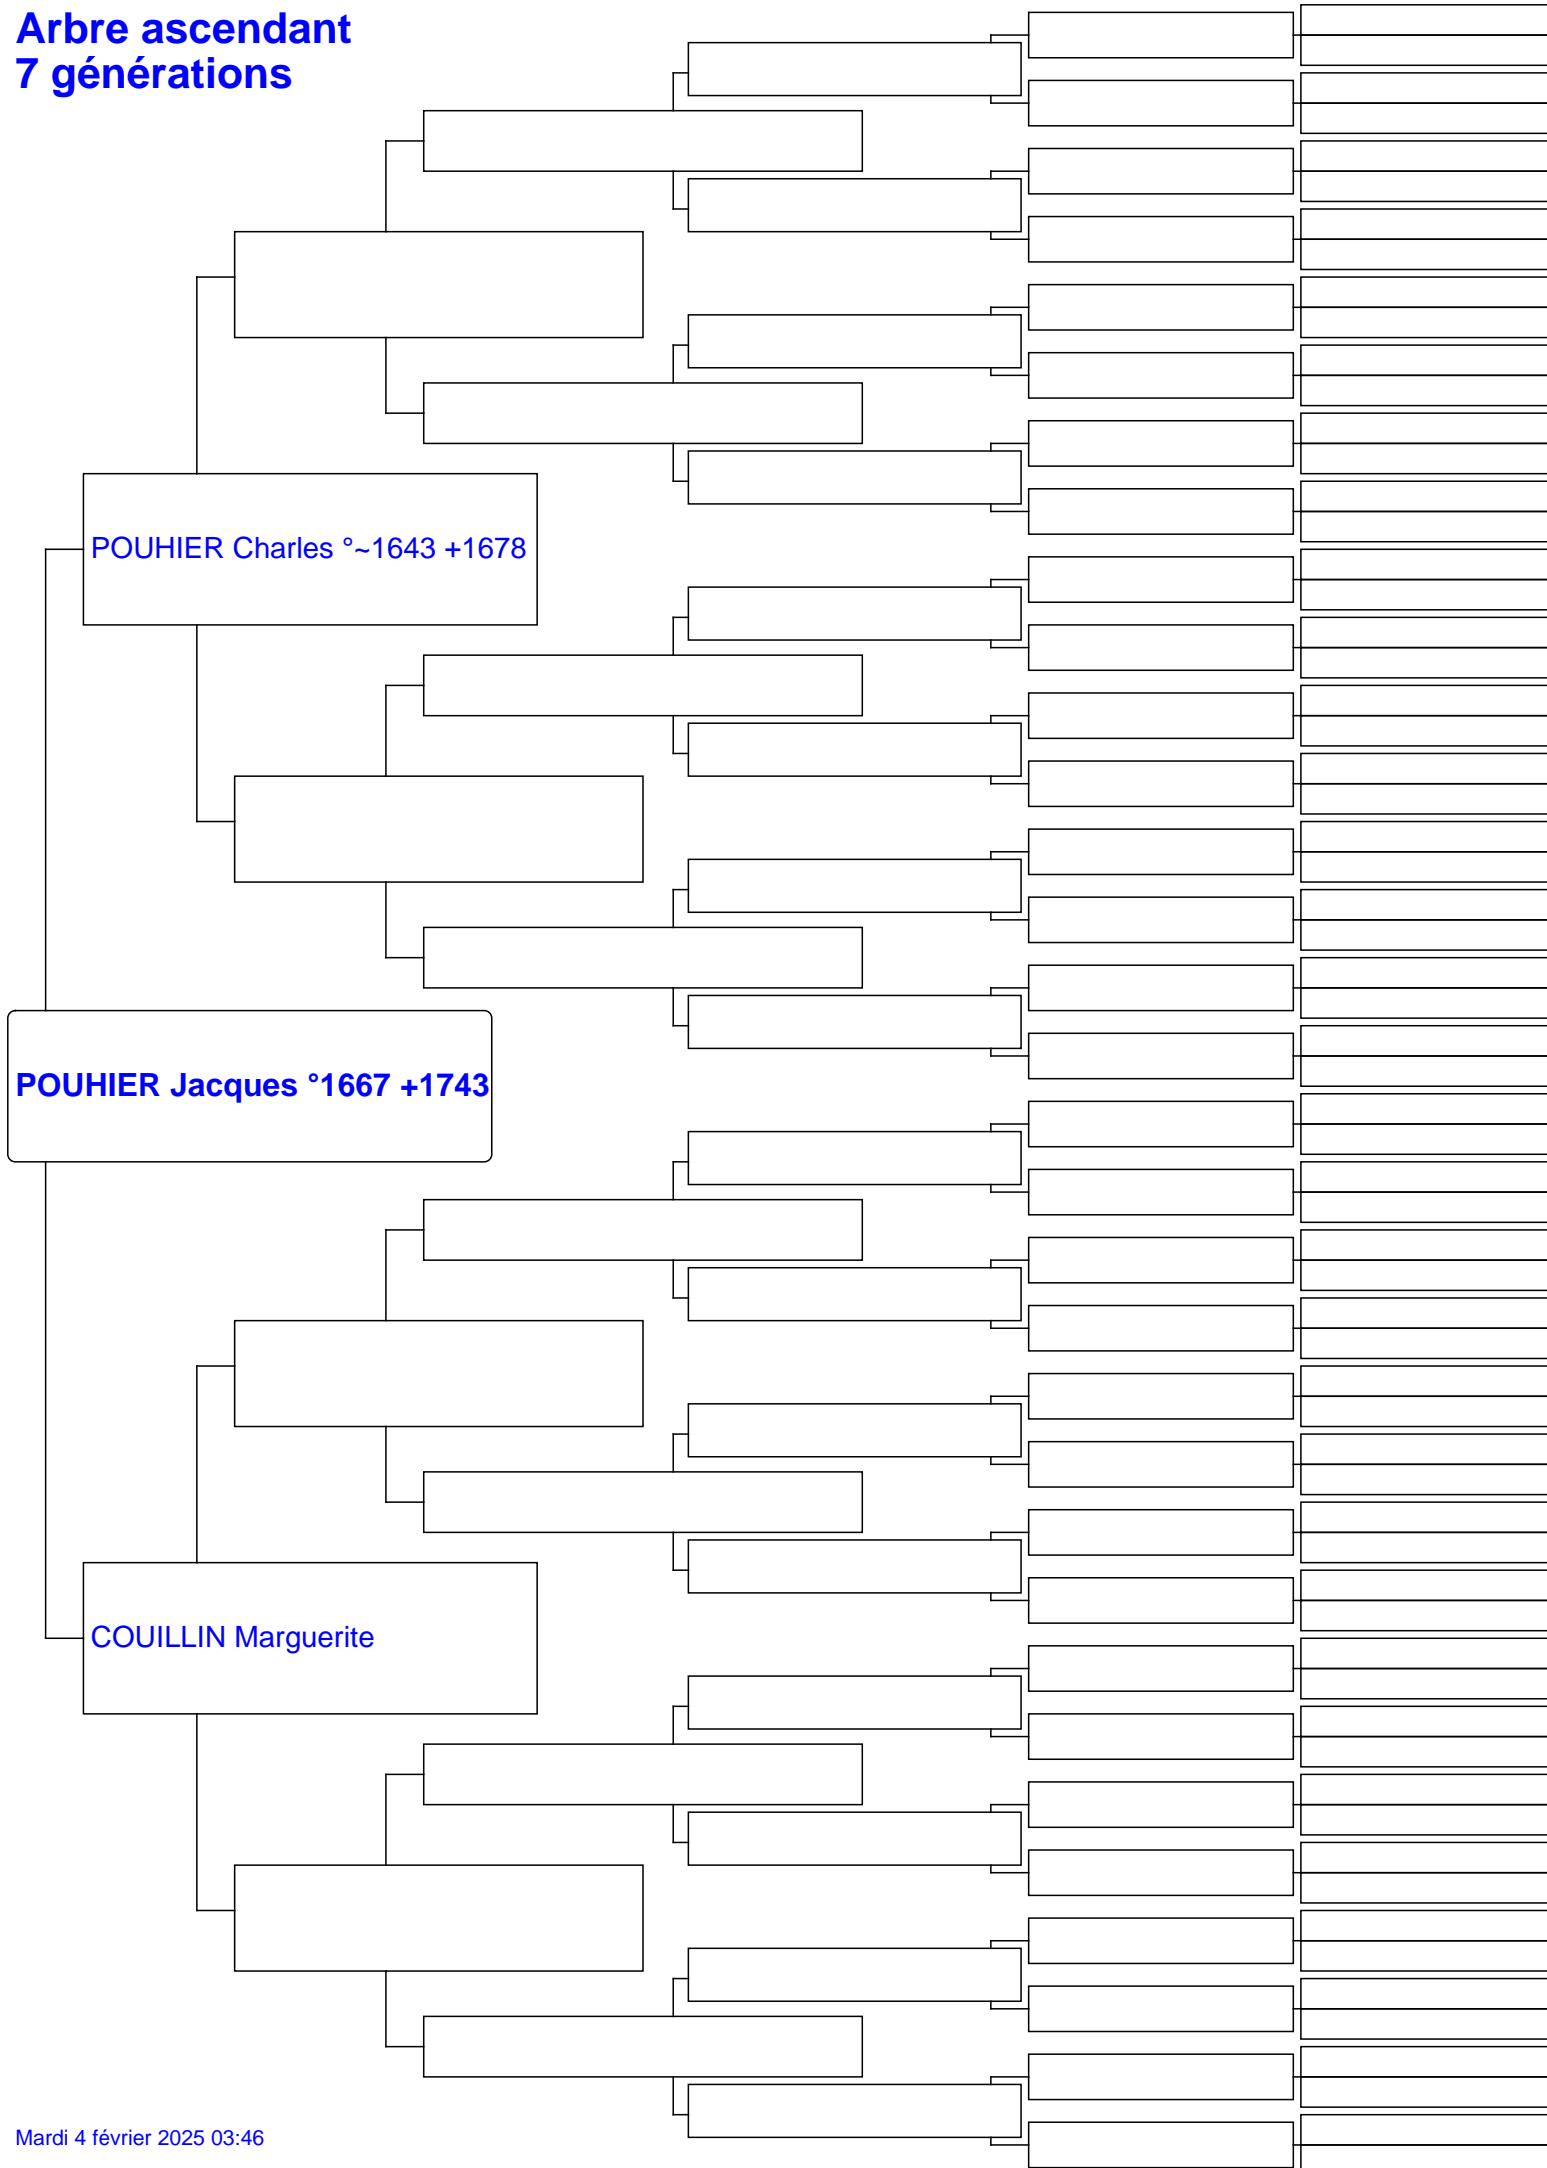 Arbre ascendant
7 générations
POUHIER Charles °~1643 +1678
POUHIER Jacques °1667 +1743
COUILLIN Marguerite
Mardi 4 février 2025 03:46